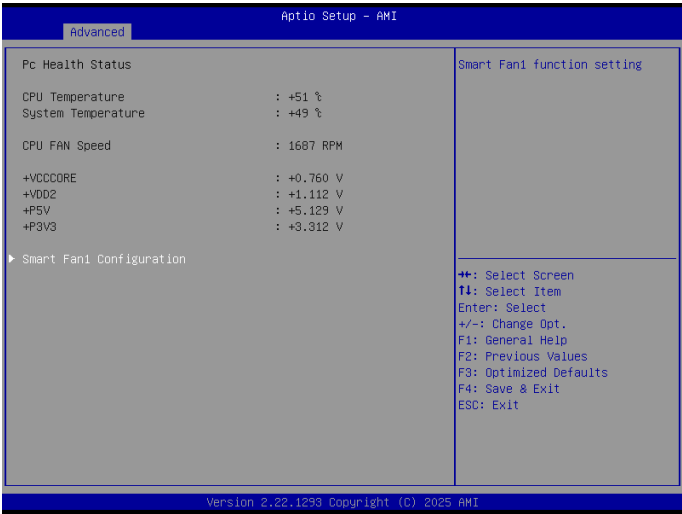 Aptio Setup – AMI
Advanced
Pc Health Status
CPU Temperature : +51 ℃
System Temperature : +49 ℃
CPU FAN Speed : 1687 RPM
+VCCCORE : +0.760 V
+VDD2 : +1.112 V
+P5V : +5.129 V
+P3V3 : +3.312 V
▶ Smart Fan1 Configuration
Smart Fan1 function setting
→←: Select Screen
↑↓: Select Item
Enter: Select
+/-: Change Opt.
F1: General Help
F2: Previous Values
F3: Optimized Defaults
F4: Save & Exit
ESC: Exit
Version 2.22.1293 Copyright (C) 2025 AMI